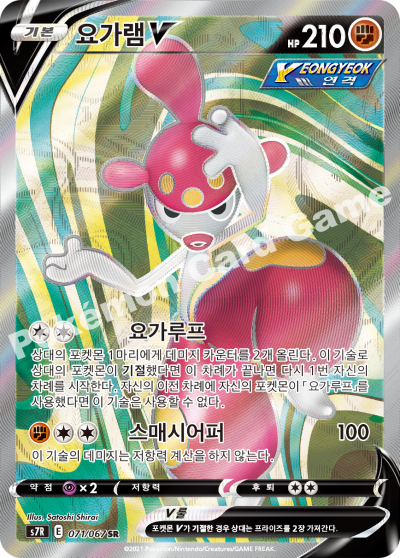 기본 요가램 V HP 210
YEONGYEOK
연격
Pokémon Card Game
요가루프
상대의 포켓몬 1마리에게 데미지 카운터를 2개 올린다. 이 기술로
상대의 포켓몬이 기절했다면 이 차례가 끝나면 다시 1번 자신의
차례를 시작한다. 자신의 이전 차례에 자신의 포켓몬이 「요가루프」를
사용했다면 이 기술은 사용할 수 없다.
스매시어퍼 100
이 기술의 데미지는 저항력 계산을 하지 않는다.
약점 ×2 저항력 후퇴
Illus. Satoshi Shirai
s7R E 071/067 SR
V 룰
포켓몬 V가 기절한 경우 상대는 프라이즈를 2장 가져간다.
©2021 Pokémon/Nintendo/Creatures/GAME FREAK.